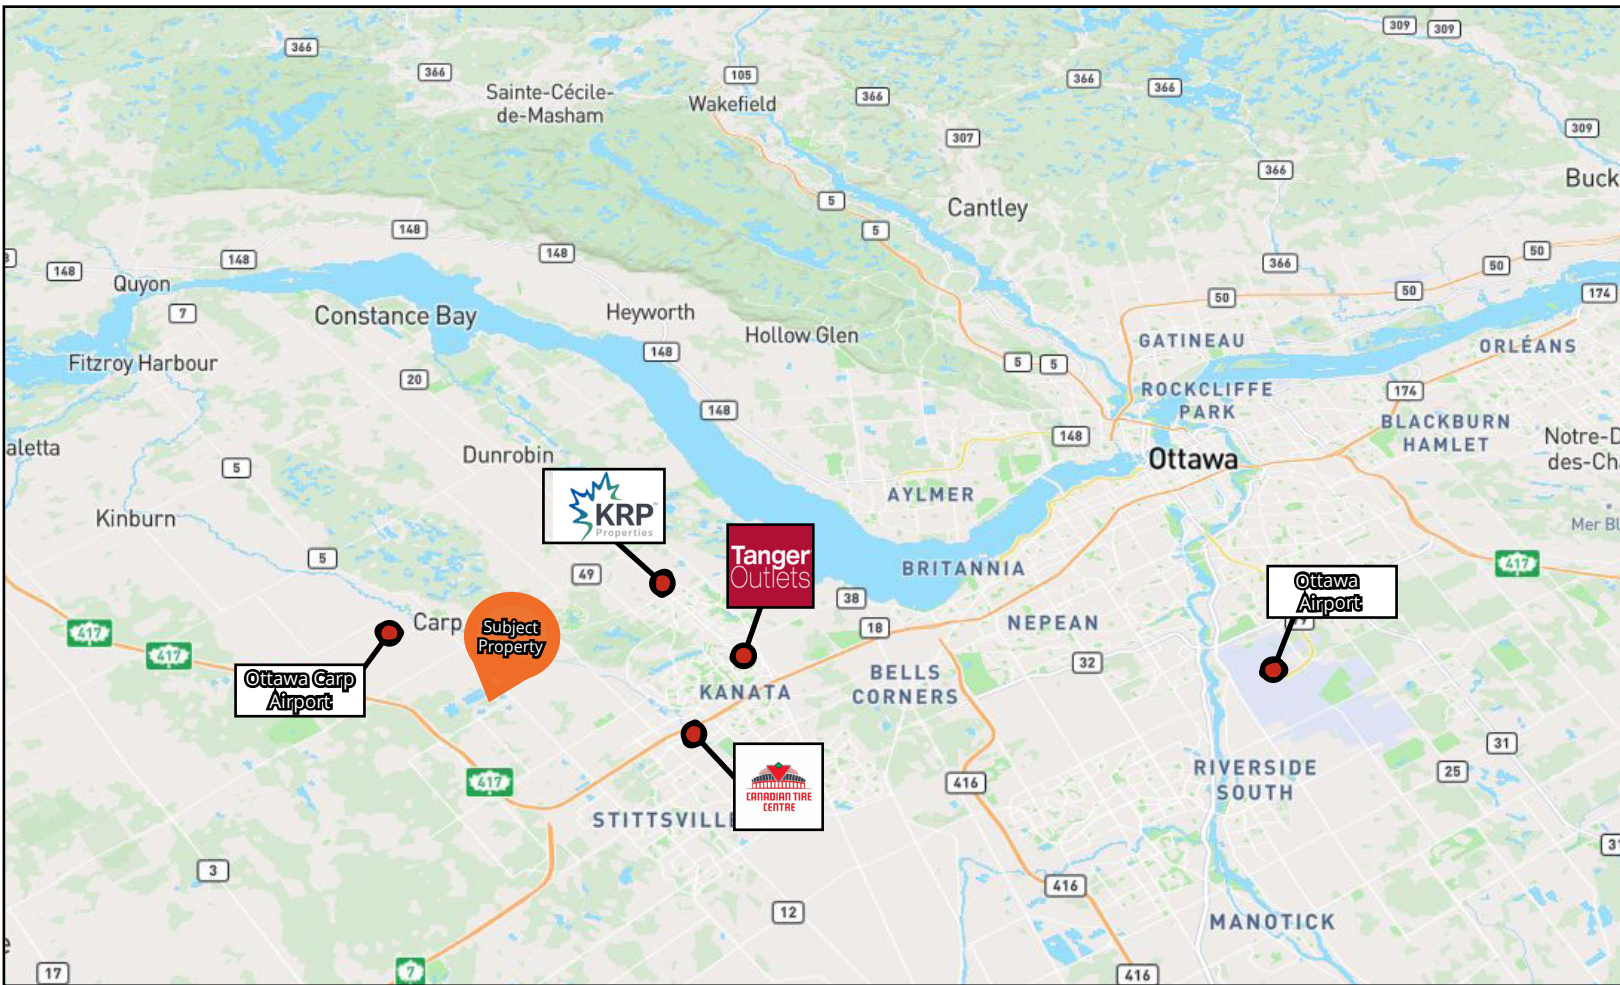 309
309
366
366
105
366
366
Sainte-Cécile-
de-Masham
Wakefield
366
307
309
366
Buck
5
Cantley
148
5
148
148
50
148
366
50
Quyon
50
50
174
7
Constance Bay
Heyworth
Hollow Glen
GATINEAU
ORLÉANS
148
Fitzroy Harbour
5
5
20
ROCKCLIFFE
PARK
174
148
BLACKBURN
HAMLET
148
aletta
Dunrobin
Ottawa
Notre-D
des-Ch
5
AYLMER
KRP
Properties
Kinburn
Mer Bl
Tanger
Outlets
5
49
BRITANNIA
417
38
Ottawa
Airport
Carp
Subject
Property
18
NEPEAN
417
417
32
Ottawa Carp
Airport
KANATA
BELLS
CORNERS
31
25
RIVERSIDE
SOUTH
417
416
CANADIAN TIRE
CENTRE
STITTSVILLE
3
416
12
MANOTICK
17
7
416